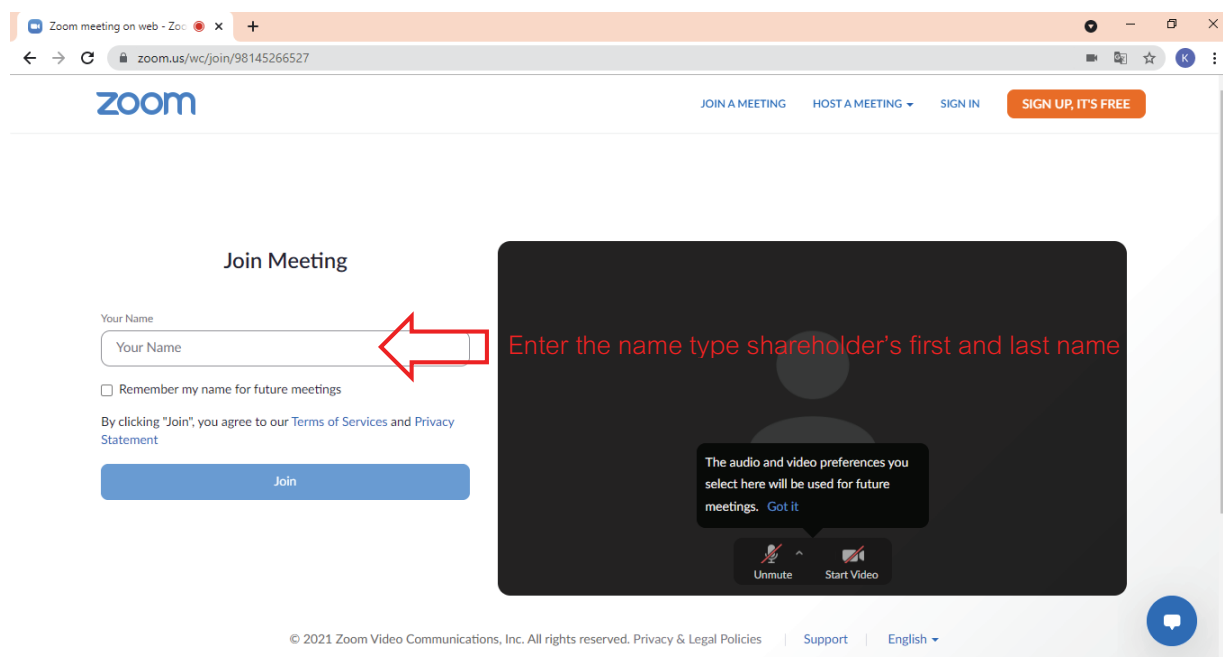 Zoom meeting on web - Zoo
zoom.us/wc/join/98145266527
K
zoom
JOIN A MEETING
HOST A MEETING
SIGN IN
SIGN UP, IT'S FREE
Join Meeting
Your Name
Your Name
Enter the name type shareholder's first and last name
Remember my name for future meetings
By clicking "Join", you agree to our Terms of Services and Privacy
Statement
Join
The audio and video preferences you
select here will be used for future
meetings. Got it
Unmute
Start Video
© 2021 Zoom Video Communications, Inc. All rights reserved. Privacy & Legal Policies
Support
English